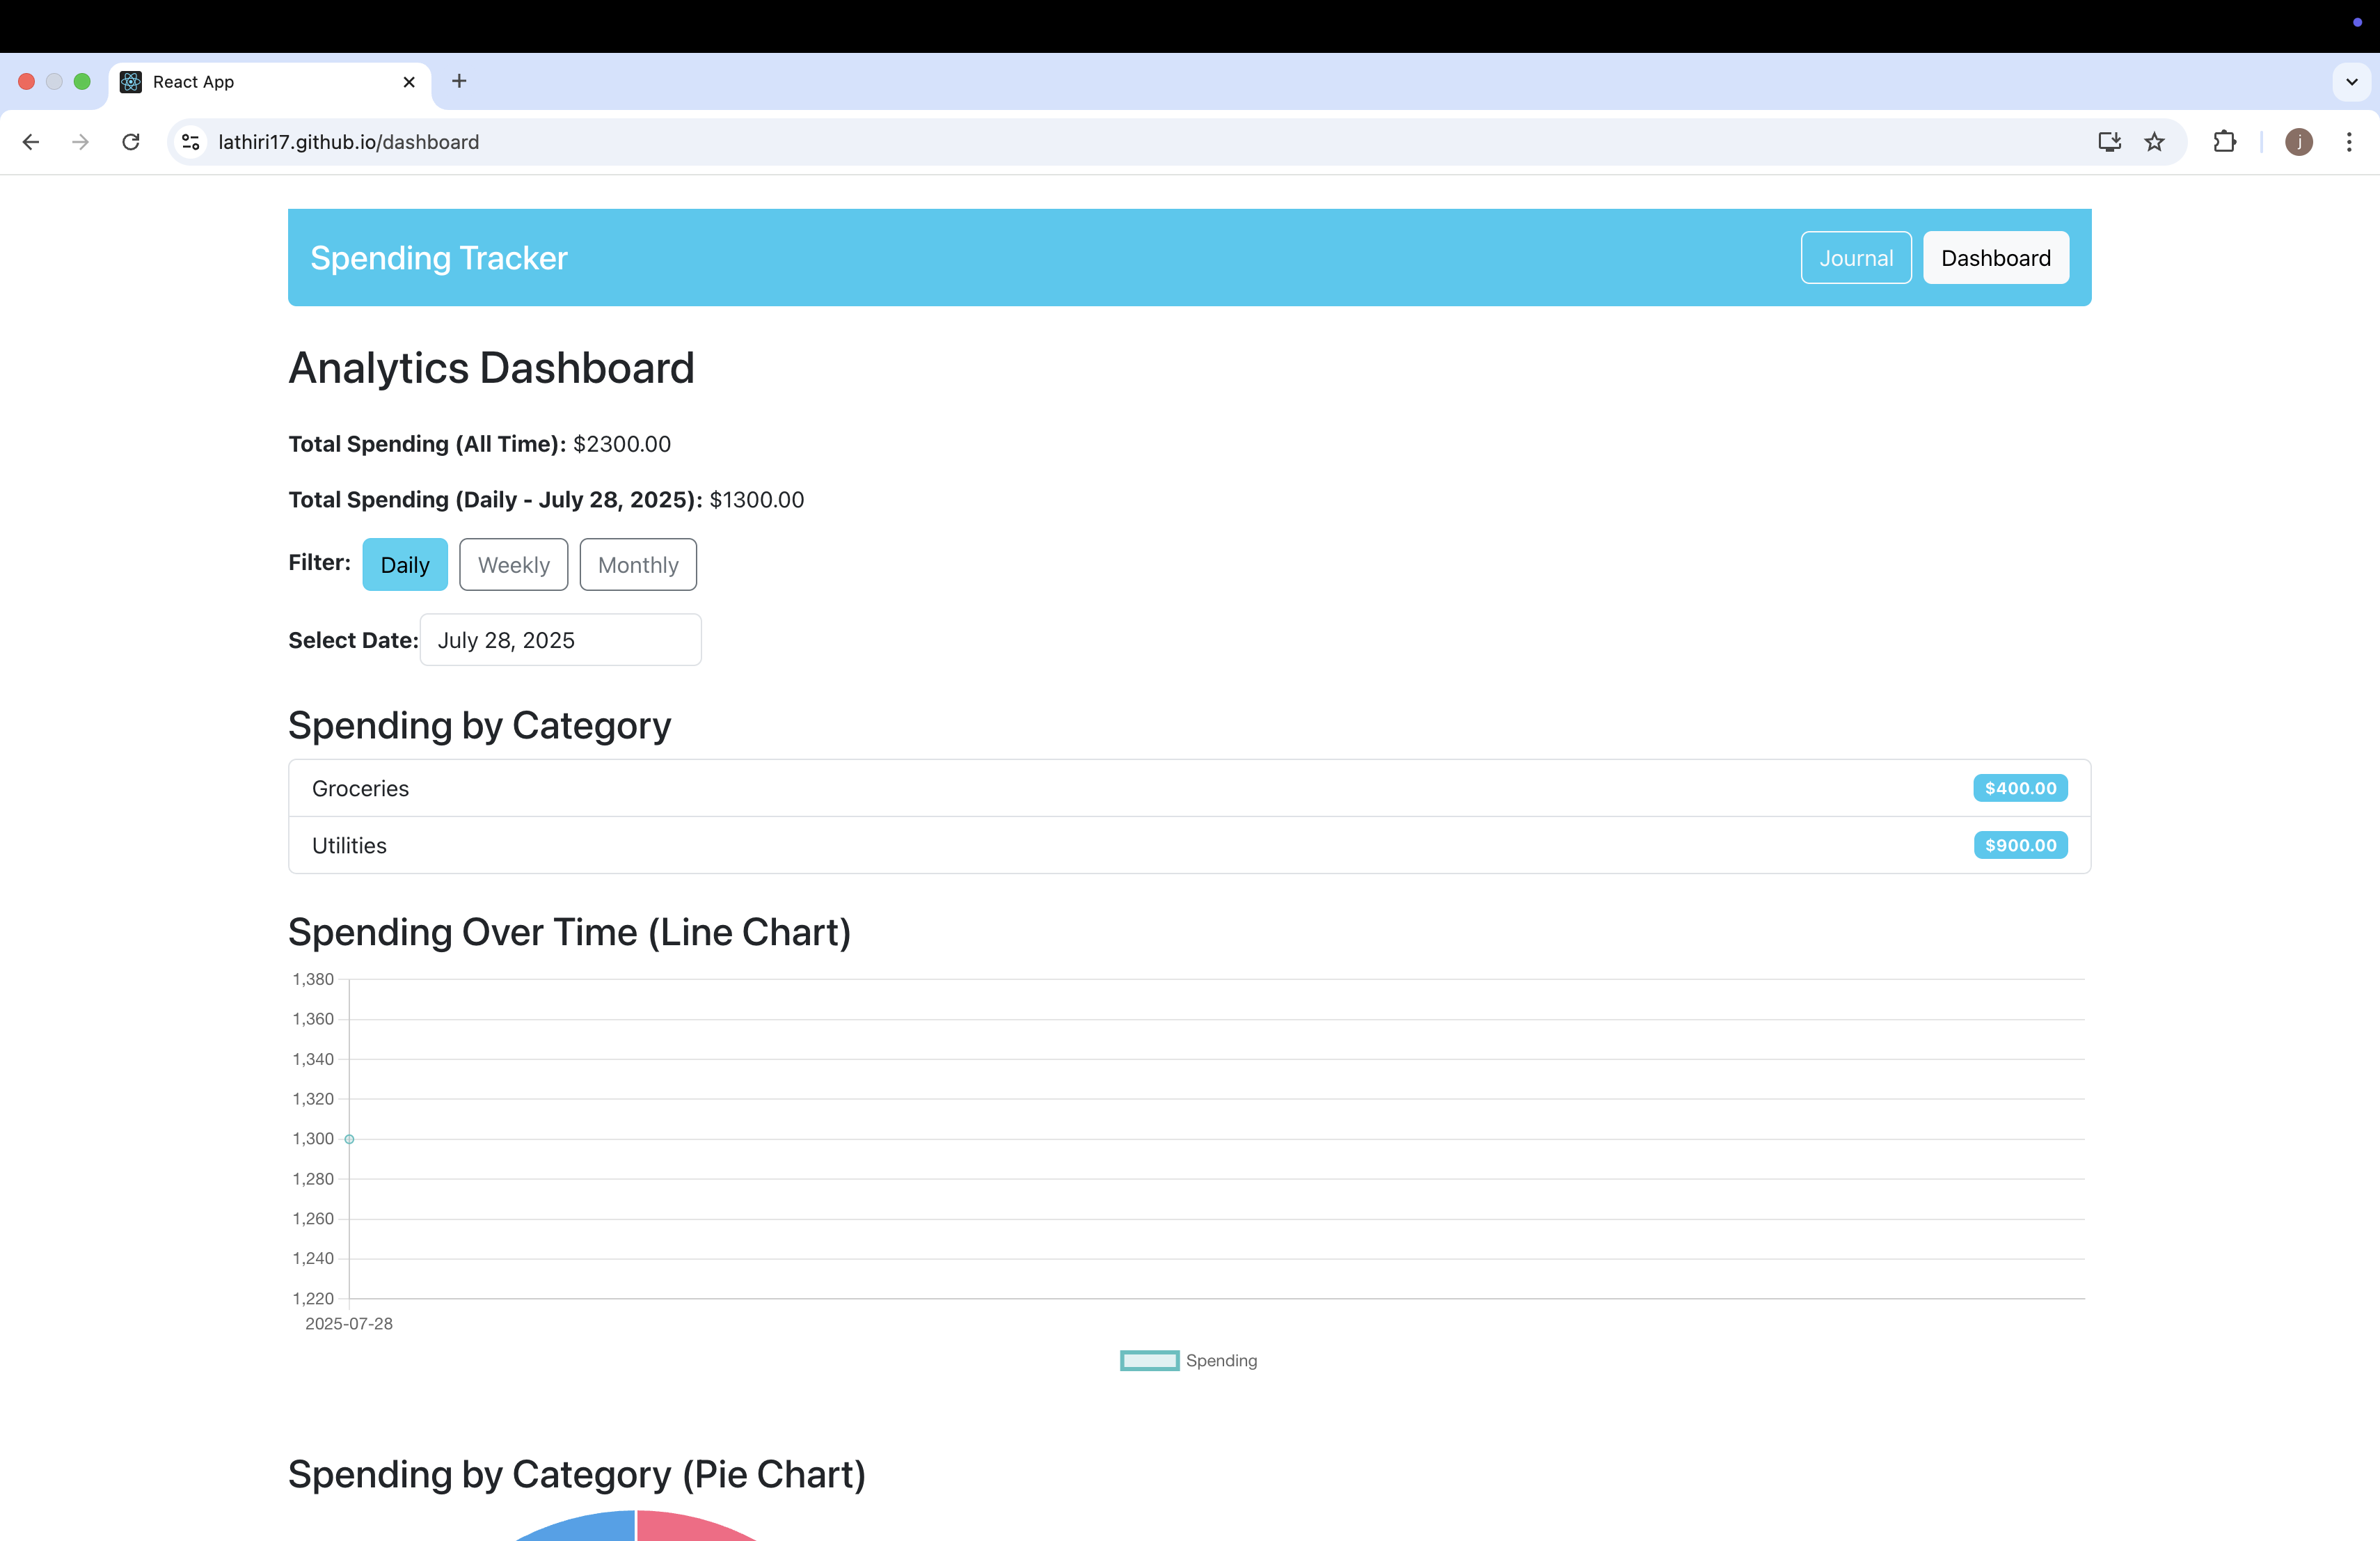 React App
lathiri17.github.io/dashboard
j
Spending Tracker
Journal
Dashboard
Analytics Dashboard
Total Spending (All Time): $2300.00
Total Spending (Daily - July 28, 2025): $1300.00
Filter: Daily Weekly Monthly
Select Date: July 28, 2025
Spending by Category
Groceries $400.00
Utilities $900.00
Spending Over Time (Line Chart)
1,380
1,360
1,340
1,320
1,300
1,280
1,260
1,240
1,220
2025-07-28
Spending
Spending by Category (Pie Chart)